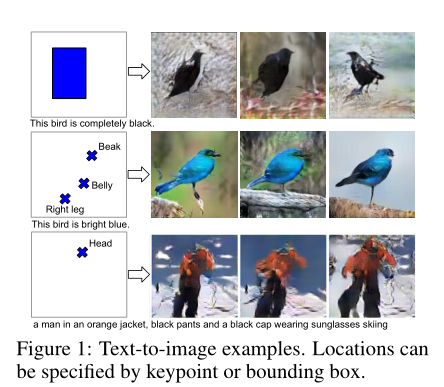 This bird is completely black.
Beak
Belly
Right leg
This bird is bright blue.
Head
a man in an orange jacket, black pants and a black cap wearing sunglasses skiing
Figure 1: Text-to-image examples. Locations can
be specified by keypoint or bounding box.